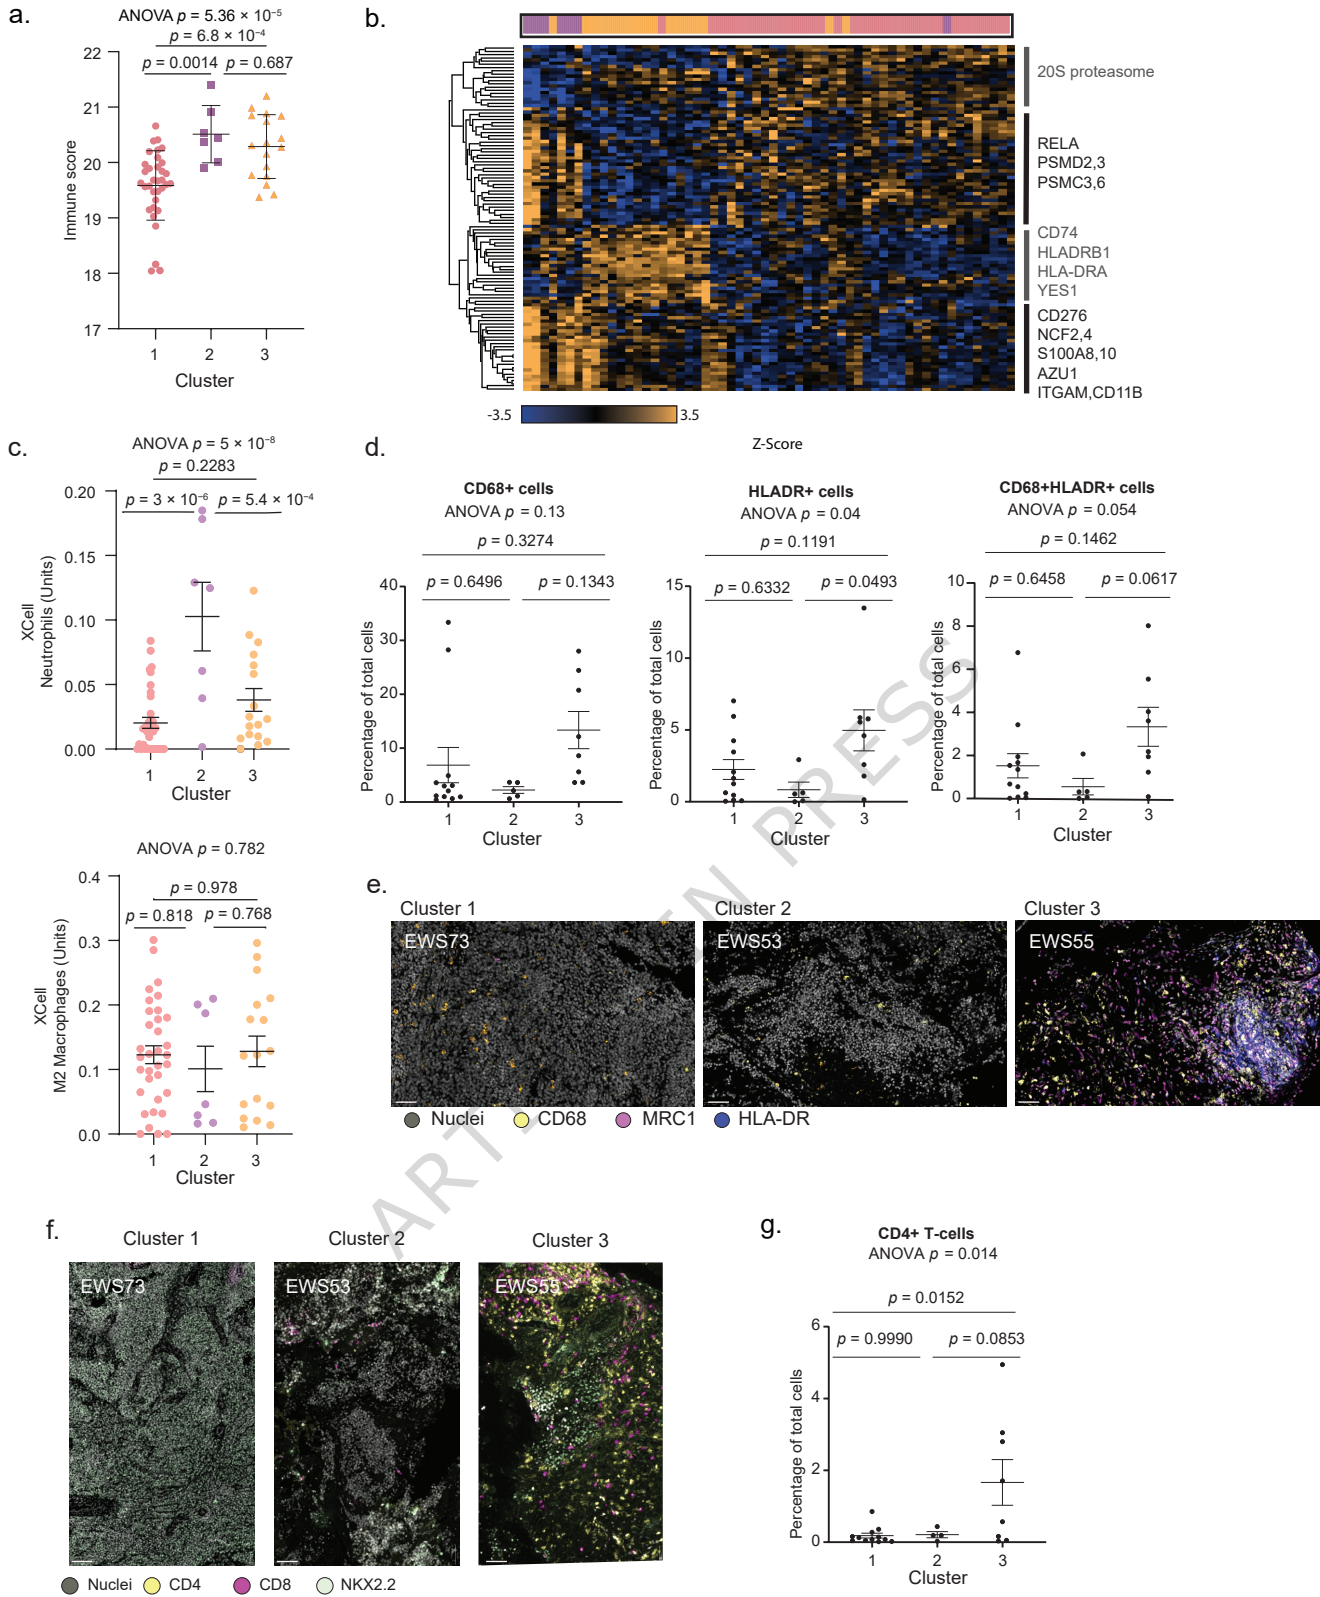 a.
ANOVA p = 5.36 × 10⁻⁵
p = 6.8 × 10⁻⁴
p = 0.0014 p = 0.687
22
21
20
19
18
17
Immune score
1 2 3
Cluster
b.
20S proteasome
RELA
PSMD2,3
PSMC3,6
CD74
HLADRB1
HLA-DRA
YES1
CD276
NCF2,4
S100A8,10
AZU1
ITGAM,CD11B
-3.5 3.5
Z-Score
c.
ANOVA p = 5 × 10⁻⁸
p = 0.2283
p = 3 × 10⁻⁶ p = 5.4 × 10⁻⁴
0.20
0.15
0.10
0.05
0.00
XCell
Neutrophils (Units)
1 2 3
Cluster
ANOVA p = 0.782
p = 0.978
p = 0.818 p = 0.768
0.4
0.3
0.2
0.1
0.0
XCell
M2 Macrophages (Units)
1 2 3
Cluster
d.
CD68+ cells
ANOVA p = 0.13
p = 0.3274
p = 0.6496 p = 0.1343
40
30
20
10
0
Percentage of total cells
1 2 3
Cluster
HLADR+ cells
ANOVA p = 0.04
p = 0.1191
p = 0.6332 p = 0.0493
15
10
5
0
Percentage of total cells
1 2 3
Cluster
CD68+HLADR+ cells
ANOVA p = 0.054
p = 0.1462
p = 0.6458 p = 0.0617
10
8
6
4
2
0
Percentage of total cells
1 2 3
Cluster
e.
Cluster 1 Cluster 2 Cluster 3
EWS73 EWS53 EWS55
Nuclei CD68 MRC1 HLA-DR
f.
Cluster 1 Cluster 2 Cluster 3
EWS73 EWS53 EWS55
Nuclei CD4 CD8 NKX2.2
g.
CD4+ T-cells
ANOVA p = 0.014
p = 0.0152
p = 0.9990 p = 0.0853
6
4
2
0
Percentage of total cells
1 2 3
Cluster
ARTICLE IN PRESS